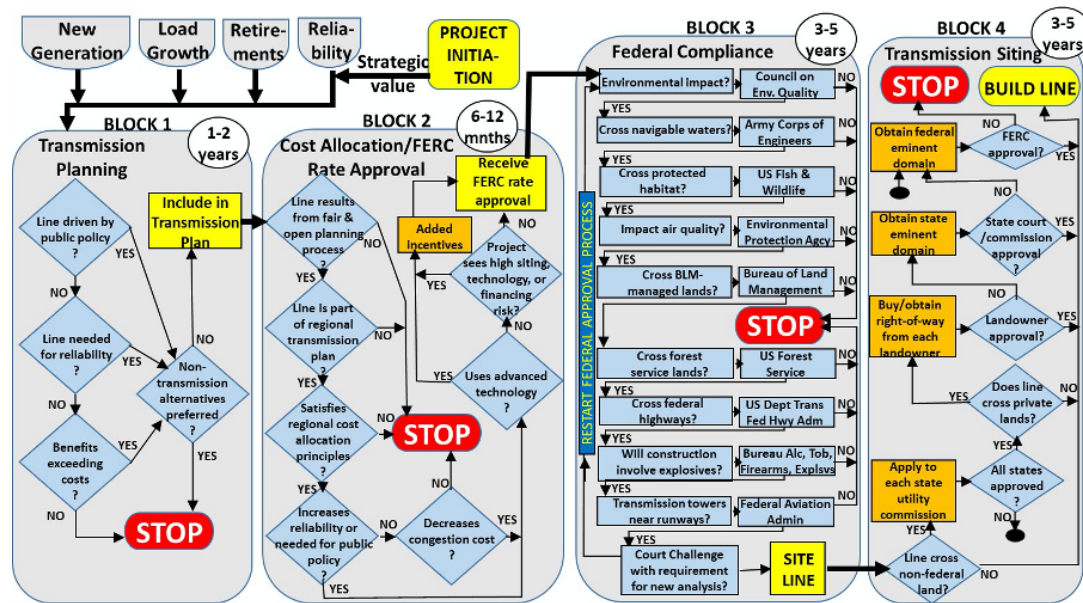 New
Generation
Load
Growth
Retire-
ments
Relia-
bility
Strategic
value
PROJECT
INITIA-
TION
BLOCK 1
1-2
years
Transmission
Planning
Line driven by
public policy
?
YES
NO
Include in
Transmission
Plan
Line needed
for reliability
?
YES
NO
NO
Non-
transmission
alternatives
preferred
?
Benefits
exceeding
costs
?
YES
NO
YES
STOP
BLOCK 2
6-12
mnths
Cost Allocation/FERC
Rate Approval
Receive
FERC rate
approval
Line results
from fair &
open planning
process
?
NO
YES
Added
Incentives
NO
Project
sees high siting,
technology, or
financing
risk?
YES
Line is part
of regional
transmission
plan
?
NO
YES
NO
YES
Uses advanced
technology
?
Satisfies
regional cost
allocation
principles
?
NO
STOP
YES
NO
Increases
reliability or
needed for public
policy
?
NO
Decreases
congestion cost
?
YES
YES
BLOCK 3
3-5
years
Federal Compliance
RESTART FEDERAL APPROVAL PROCESS
Environmental impact?
Council on
Env. Quality
NO
YES
Cross navigable waters?
Army Corps of
Engineers
NO
YES
Cross protected
habitat?
US FIsh &
Wildlife
NO
YES
Impact air quality?
Environmental
Protection Agcy
NO
YES
Cross BLM-
managed lands?
Bureau of Land
Management
NO
YES
STOP
Cross forest
service lands?
US Forest
Service
NO
YES
Cross federal
highways?
US Dept Trans
Fed Hwy Adm
NO
YES
WIll construction
involve explosives?
Bureau Alc, Tob,
Firearms, Explsvs
NO
YES
Transmission towers
near runways?
Federal Aviation
Admin
NO
YES
Court Challenge
with requirement
for new analysis?
SITE
LINE
BLOCK 4
3-5
years
Transmission Siting
STOP
BUILD LINE
Obtain federal
eminent
domain
NO
FERC
approval?
YES
YES
NO
Obtain state
eminent
domain
State court
/commission
approval
?
YES
NO
Buy/obtain
right-of-way
from each
landowner
Landowner
approval?
YES
YES
Does line
cross private
lands?
NO
YES
Apply to
each state
utility
commission
All states
approved
?
NO
YES
LIne cross
non-federal
land?
NO